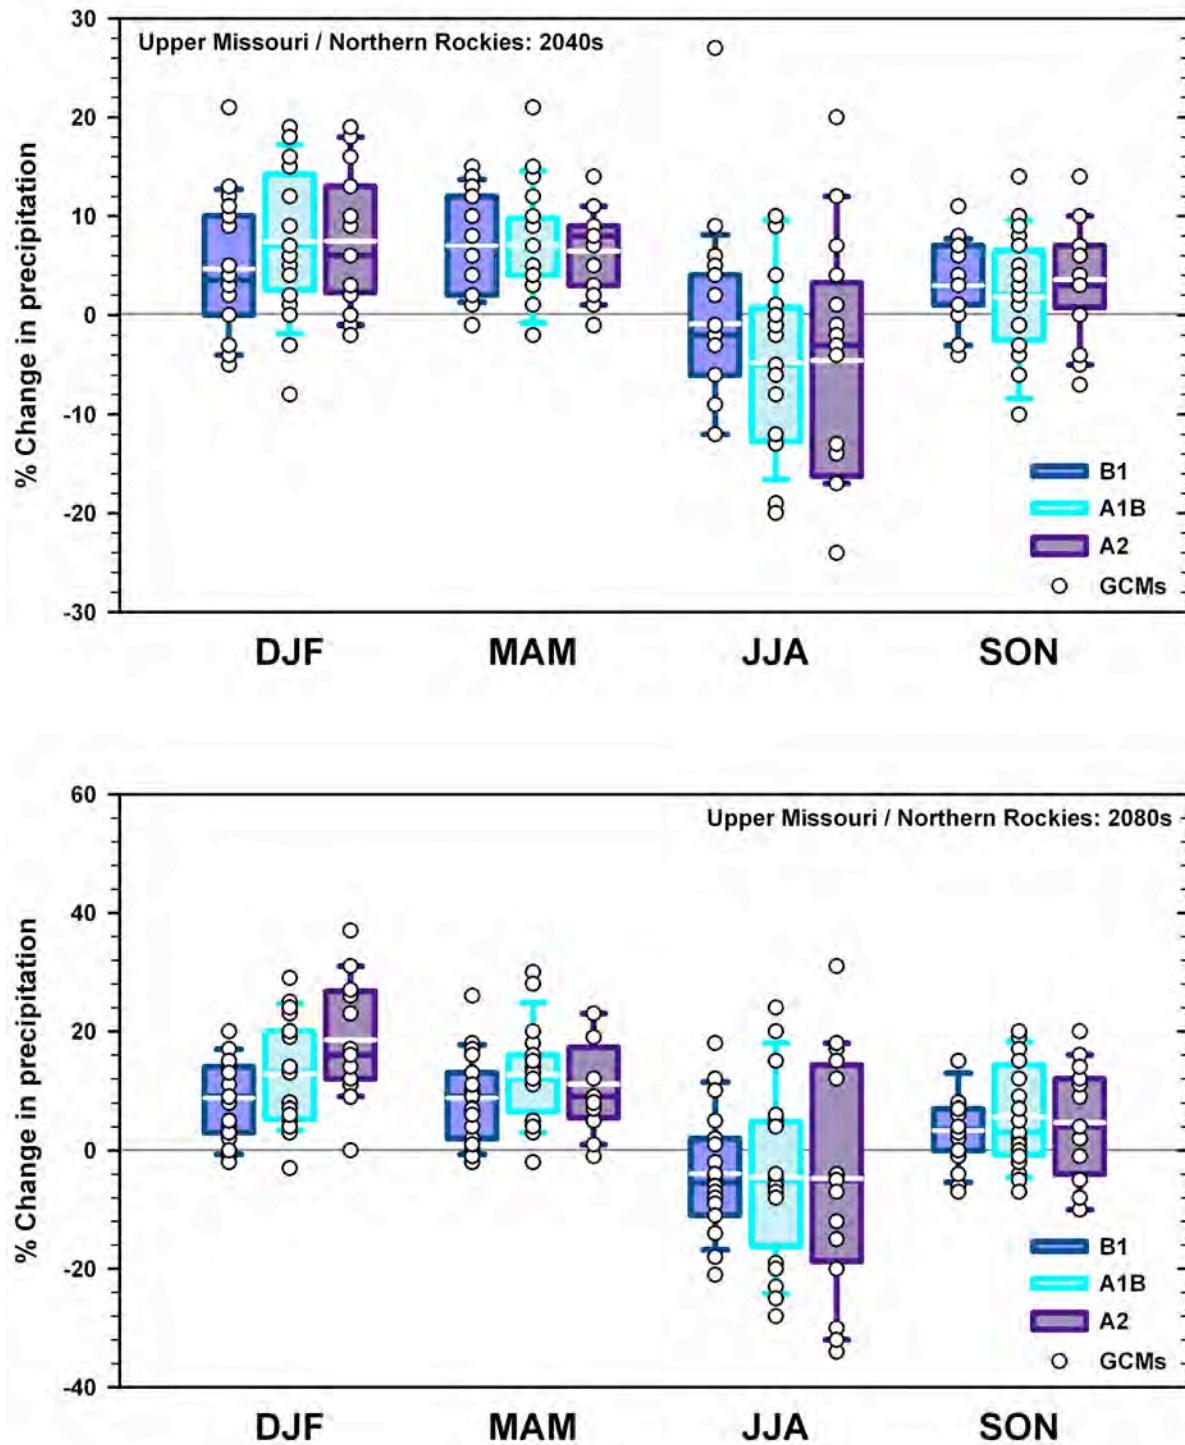 30
Upper Missouri / Northern Rockies: 2040s
20
10
0
-10
-20
-30
% Change in precipitation
B1
A1B
A2
GCMs
DJF MAM JJA SON
60
Upper Missouri / Northern Rockies: 2080s
40
20
0
-20
-40
% Change in precipitation
B1
A1B
A2
GCMs
DJF MAM JJA SON